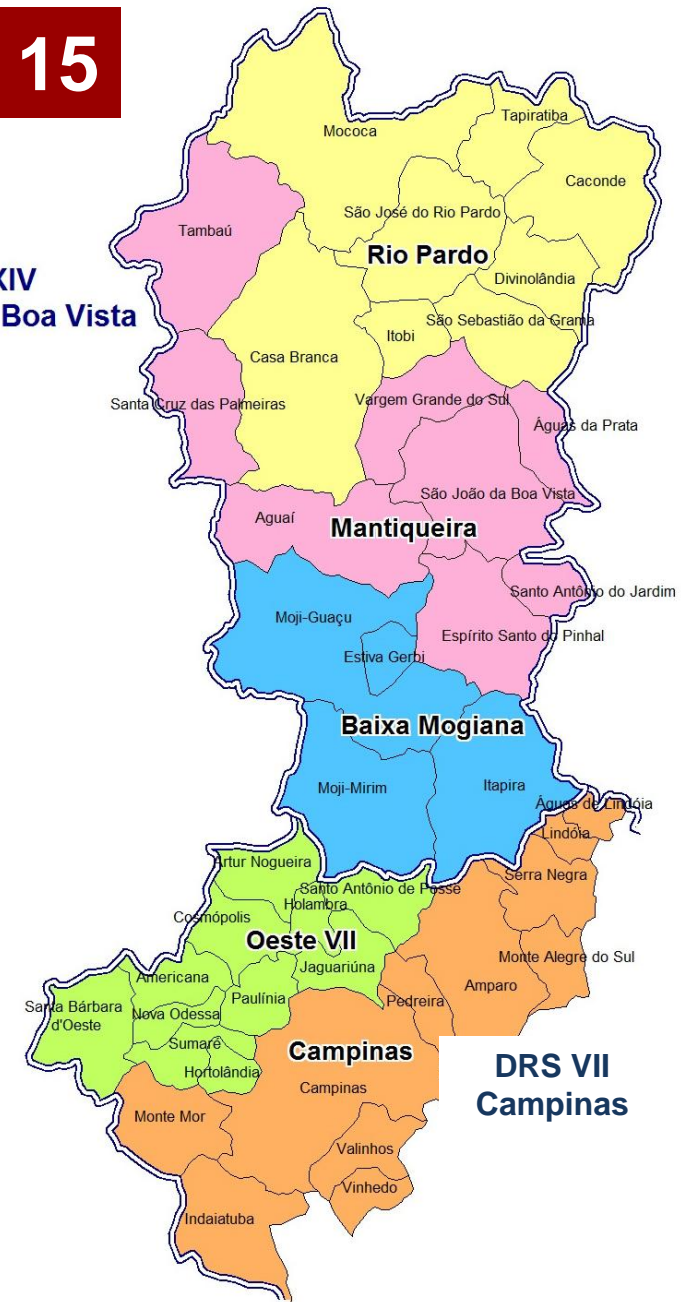 15
Tapiratiba
Mococa
Caconde
São José do Rio Pardo
Tambaú
Rio Pardo
XIV
Divinolândia
Boa Vista
São Sebastião da Grama
Itobi
Casa Branca
Santa Cruz das Palmeiras
Vargem Grande do Sul
Águas da Prata
São João da Boa Vista
Aguaí
Mantiqueira
Santo Antônio do Jardim
Moji-Guaçu
Espírito Santo do Pinhal
Estiva Gerbi
Baixa Mogiana
Moji-Mirim
Itapira
Águas de Lindóia
Lindóia
Artur Nogueira
Serra Negra
Santo Antônio de Posse
Holambra
Cosmópolis
Oeste VII
Monte Alegre do Sul
Jaguariúna
Americana
Amparo
Paulínia
Pedreira
Santa Bárbara
d'Oeste
Nova Odessa
Sumaré
Campinas
Hortolândia
DRS VII
Campinas
Campinas
Monte Mor
Valinhos
Vinhedo
Indaiatuba